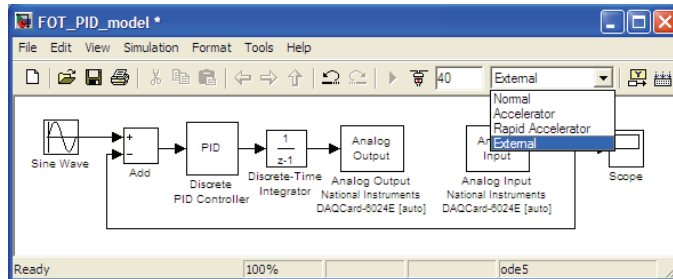 FOT_PID_model *
File Edit View Simulation Format Tools Help
40 External
Normal
Accelerator
Rapid Accelerator
External
Sine Wave
+
−
Add
PID
Discrete
PID Controller
1
z-1
Discrete-Time
Integrator
Analog
Output
Analog Output
National Instruments
DAQCard-6024E [auto]
Input
Analog Input
National Instruments
DAQCard-6024E [auto]
Scope
Ready 100% ode5